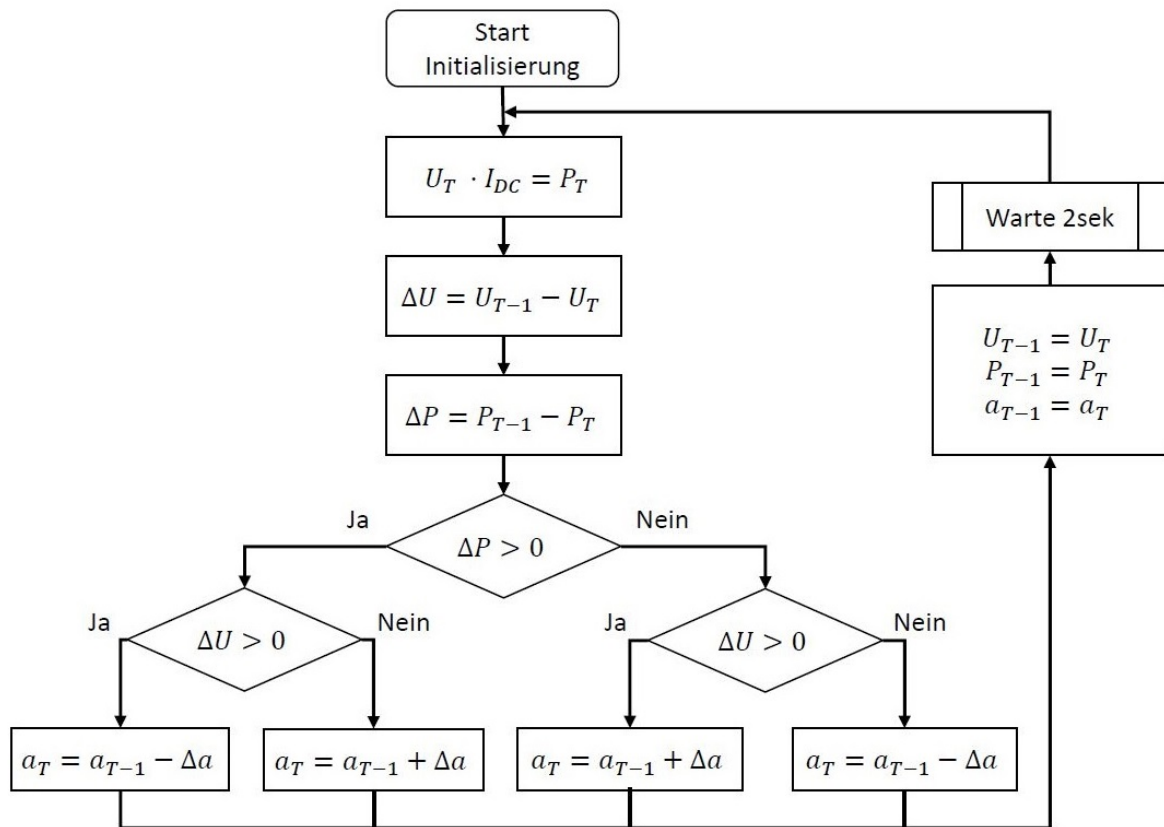 Start
Initialisierung
U_T · I_DC = P_T
Warte 2sek
ΔU = U_{T−1} − U_T
U_{T−1} = U_T
P_{T−1} = P_T
a_{T−1} = a_T
ΔP = P_{T−1} − P_T
Ja
Nein
ΔP > 0
Ja
Nein
Ja
Nein
ΔU > 0
ΔU > 0
a_T = a_{T−1} − Δa
a_T = a_{T−1} + Δa
a_T = a_{T−1} + Δa
a_T = a_{T−1} − Δa